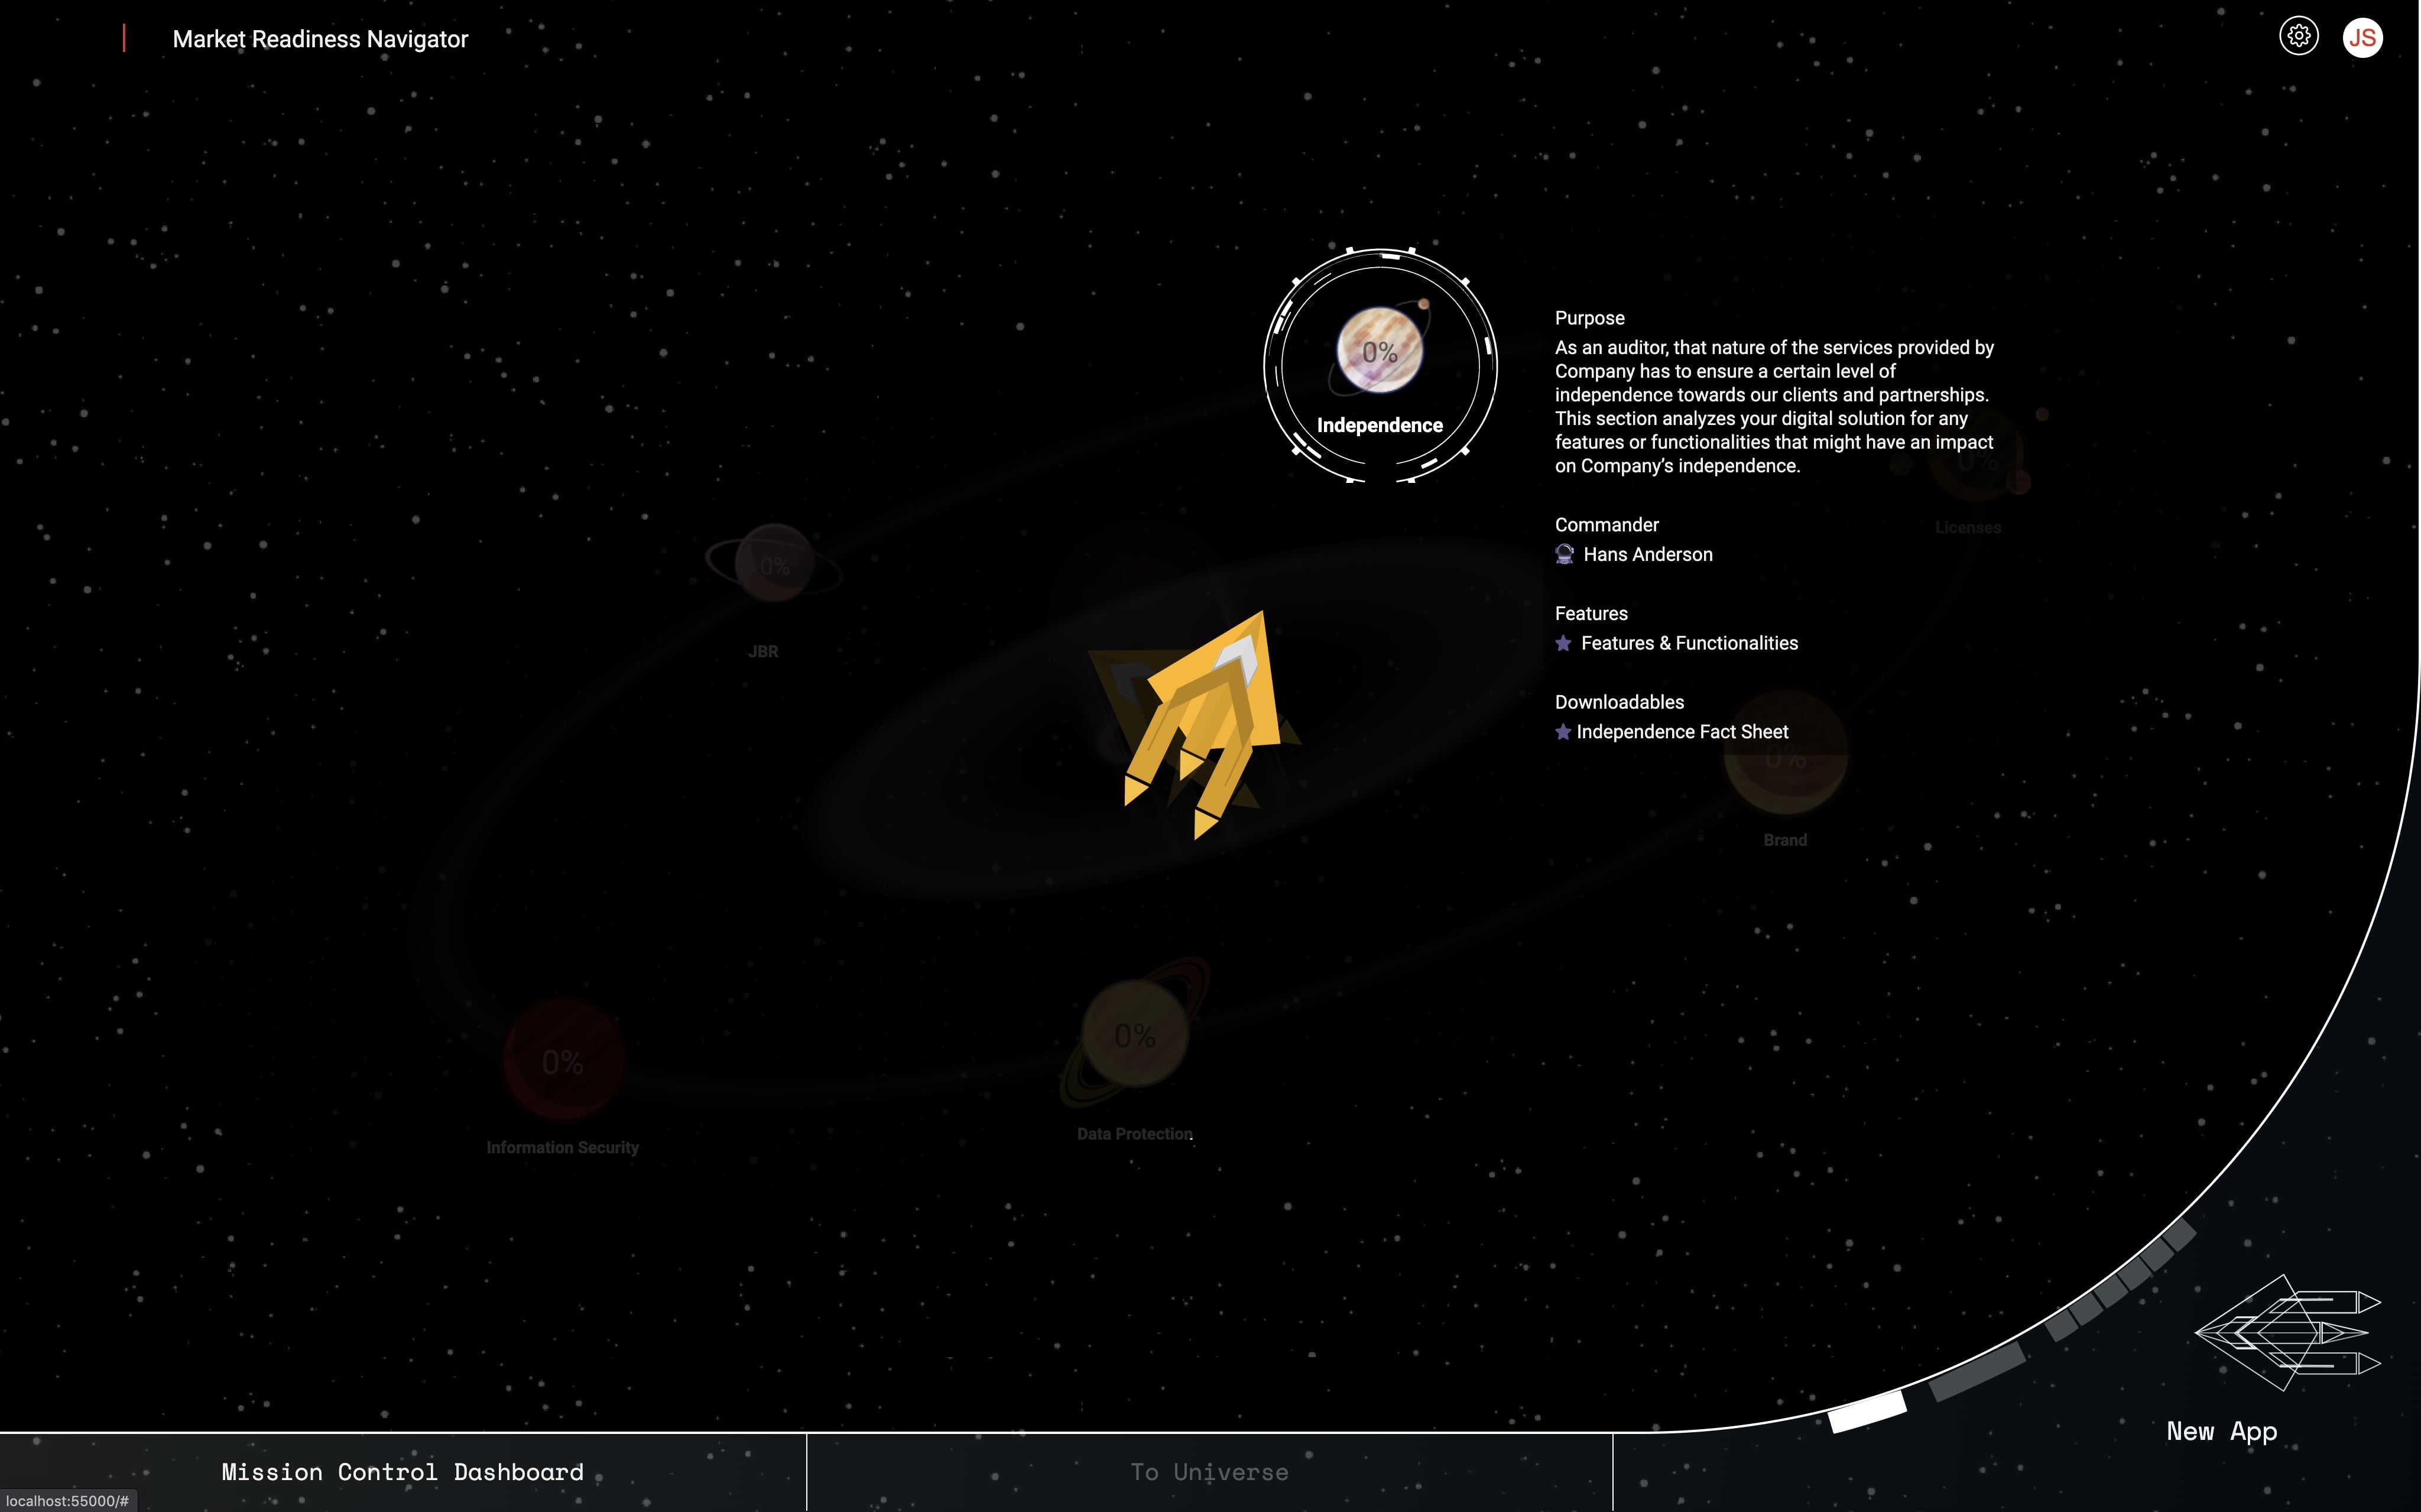 Market Readiness Navigator
JS
0%
Independence
Purpose
As an auditor, that nature of the services provided by
Company has to ensure a certain level of
independence towards our clients and partnerships.
This section analyzes your digital solution for any
features or functionalities that might have an impact
on Company’s independence.
Commander
Hans Anderson
Features
Features & Functionalities
Downloadables
Independence Fact Sheet
0%
Licenses
0%
JBR
0%
Brand
0%
Information Security
0%
Data Protection
New App
Mission Control Dashboard
To Universe
localhost:55000/#